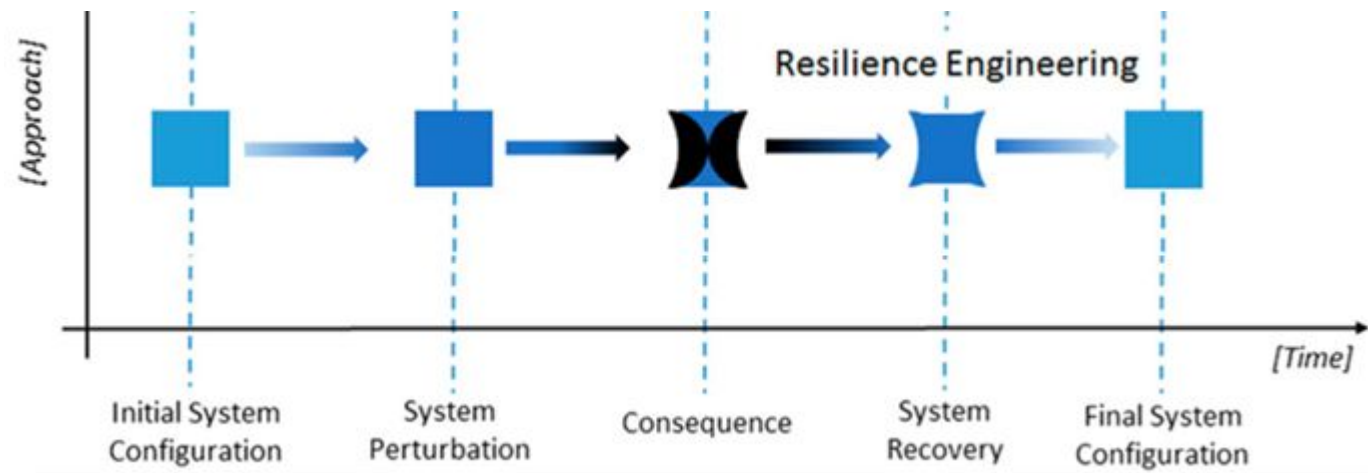 [Approach]
Resilience Engineering
[Time]
Initial System
Configuration
System
Perturbation
Consequence
System
Recovery
Final System
Configuration